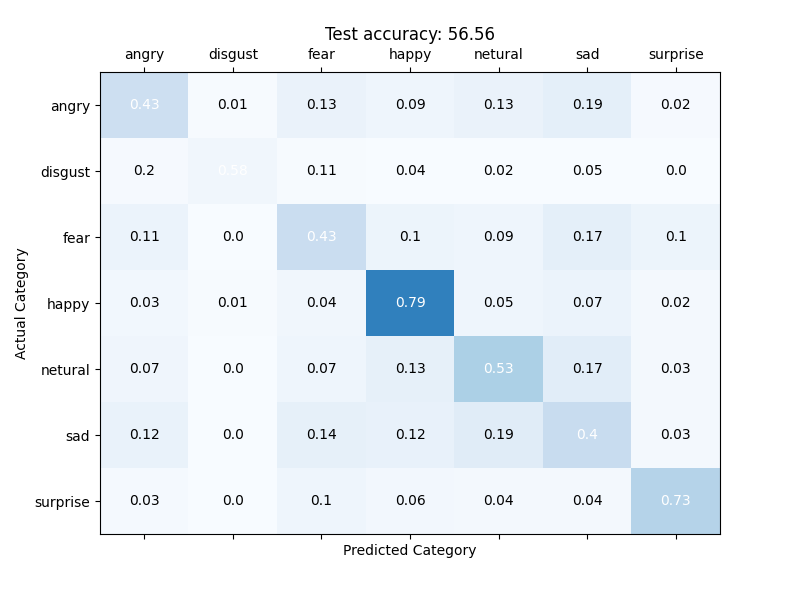 Test accuracy: 56.56
angry disgust fear happy netural sad surprise
angry 0.43 0.01 0.13 0.09 0.13 0.19 0.02
disgust 0.2 0.58 0.11 0.04 0.02 0.05 0.0
fear 0.11 0.0 0.43 0.1 0.09 0.17 0.1
happy 0.03 0.01 0.04 0.79 0.05 0.07 0.02
netural 0.07 0.0 0.07 0.13 0.53 0.17 0.03
sad 0.12 0.0 0.14 0.12 0.19 0.4 0.03
surprise 0.03 0.0 0.1 0.06 0.04 0.04 0.73
Actual Category
Predicted Category